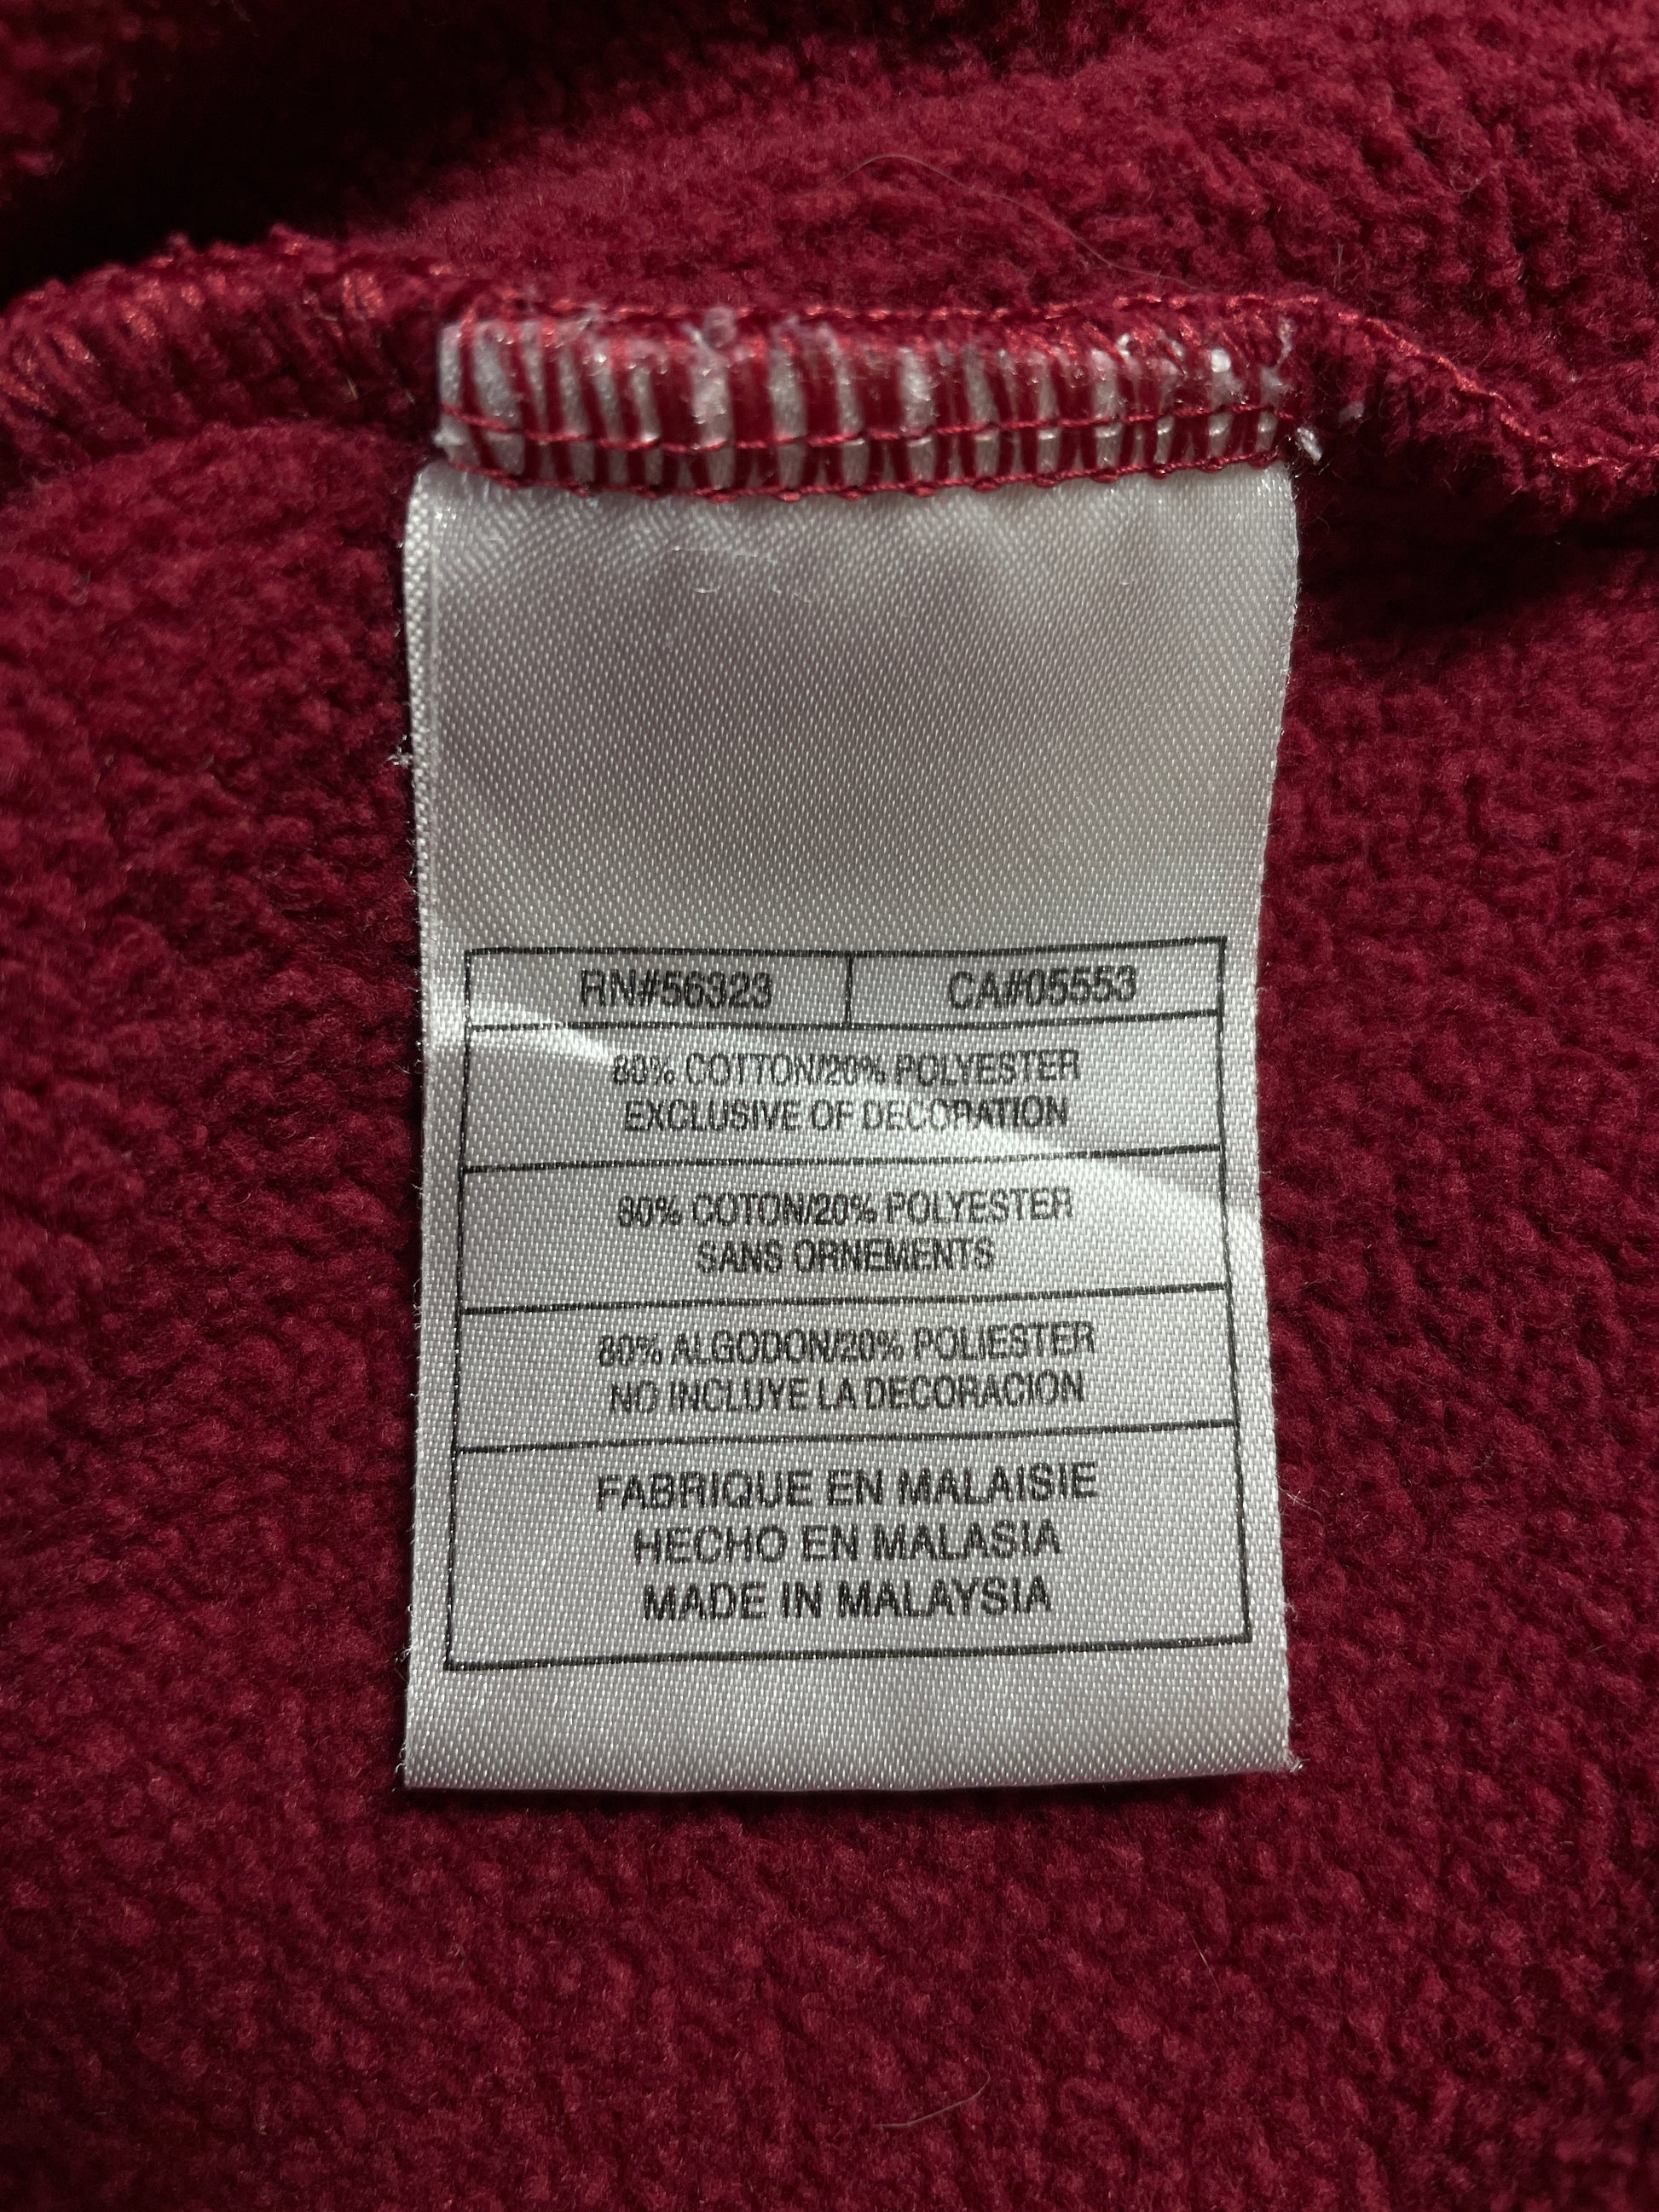 RN#56323 CA#05553
80% COTTON/20% POLYESTER
EXCLUSIVE OF DECORATION
80% COTON/20% POLYESTER
SANS ORNEMENTS
80% ALGODON/20% POLIESTER
NO INCLUYE LA DECORACION
FABRIQUE EN MALAISIE
HECHO EN MALASIA
MADE IN MALAYSIA